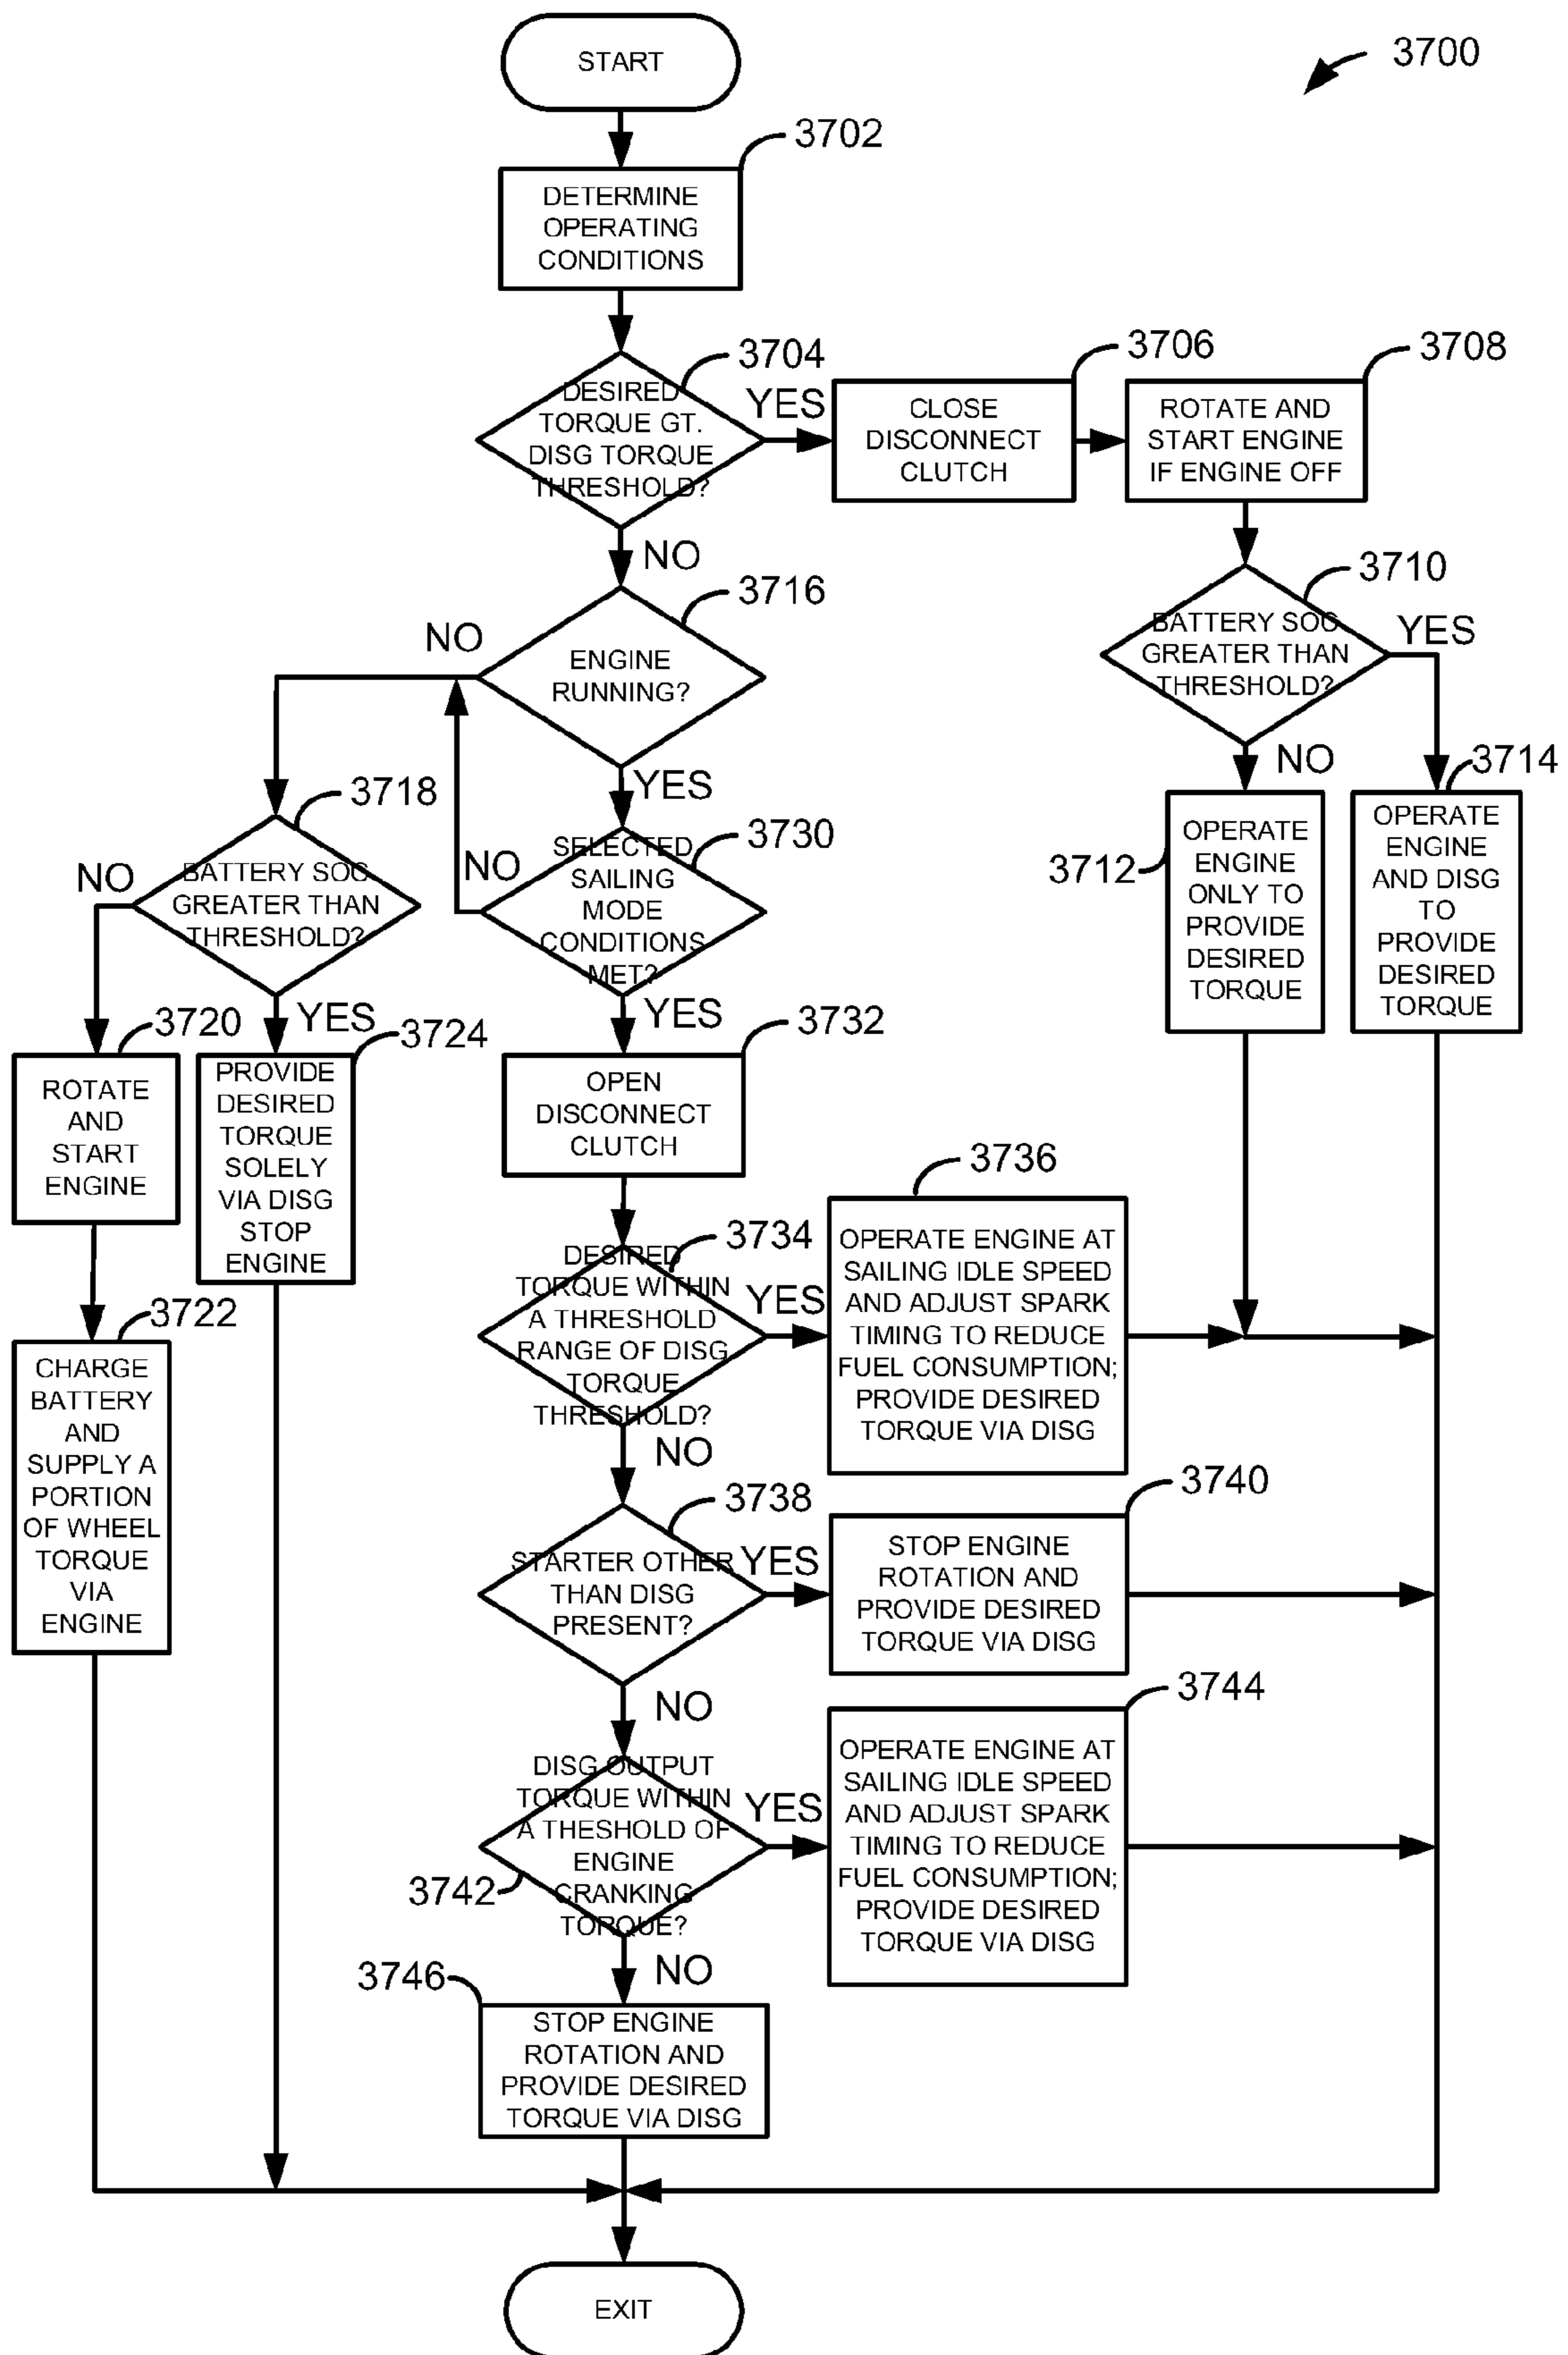 START
3700
3702
DETERMINE
OPERATING
CONDITIONS
3704
DESIRED
TORQUE GT.
DISG TORQUE
THRESHOLD?
YES
NO
3706
CLOSE
DISCONNECT
CLUTCH
3708
ROTATE AND
START ENGINE
IF ENGINE OFF
3710
BATTERY SOC
GREATER THAN
THRESHOLD?
YES
NO
3716
ENGINE
RUNNING?
NO
YES
3712
OPERATE
ENGINE
ONLY TO
PROVIDE
DESIRED
TORQUE
3714
OPERATE
ENGINE
AND DISG
TO
PROVIDE
DESIRED
TORQUE
3718
BATTERY SOC
GREATER THAN
THRESHOLD?
NO
YES
3730
SELECTED
SAILING
MODE
CONDITIONS
MET?
NO
YES
3720
ROTATE
AND
START
ENGINE
3724
PROVIDE
DESIRED
TORQUE
SOLELY
VIA DISG
STOP
ENGINE
3732
OPEN
DISCONNECT
CLUTCH
3722
CHARGE
BATTERY
AND
SUPPLY A
PORTION
OF WHEEL
TORQUE
VIA
ENGINE
3734
DESIRED
TORQUE WITHIN
A THRESHOLD
RANGE OF DISG
TORQUE
THRESHOLD?
YES
NO
3736
OPERATE ENGINE AT
SAILING IDLE SPEED
AND ADJUST SPARK
TIMING TO REDUCE
FUEL CONSUMPTION;
PROVIDE DESIRED
TORQUE VIA DISG
3738
STARTER OTHER
THAN DISG
PRESENT?
YES
NO
3740
STOP ENGINE
ROTATION AND
PROVIDE DESIRED
TORQUE VIA DISG
3742
DISG OUTPUT
TORQUE WITHIN
A THESHOLD OF
ENGINE
CRANKING
TORQUE?
YES
NO
3744
OPERATE ENGINE AT
SAILING IDLE SPEED
AND ADJUST SPARK
TIMING TO REDUCE
FUEL CONSUMPTION;
PROVIDE DESIRED
TORQUE VIA DISG
3746
STOP ENGINE
ROTATION AND
PROVIDE DESIRED
TORQUE VIA DISG
EXIT